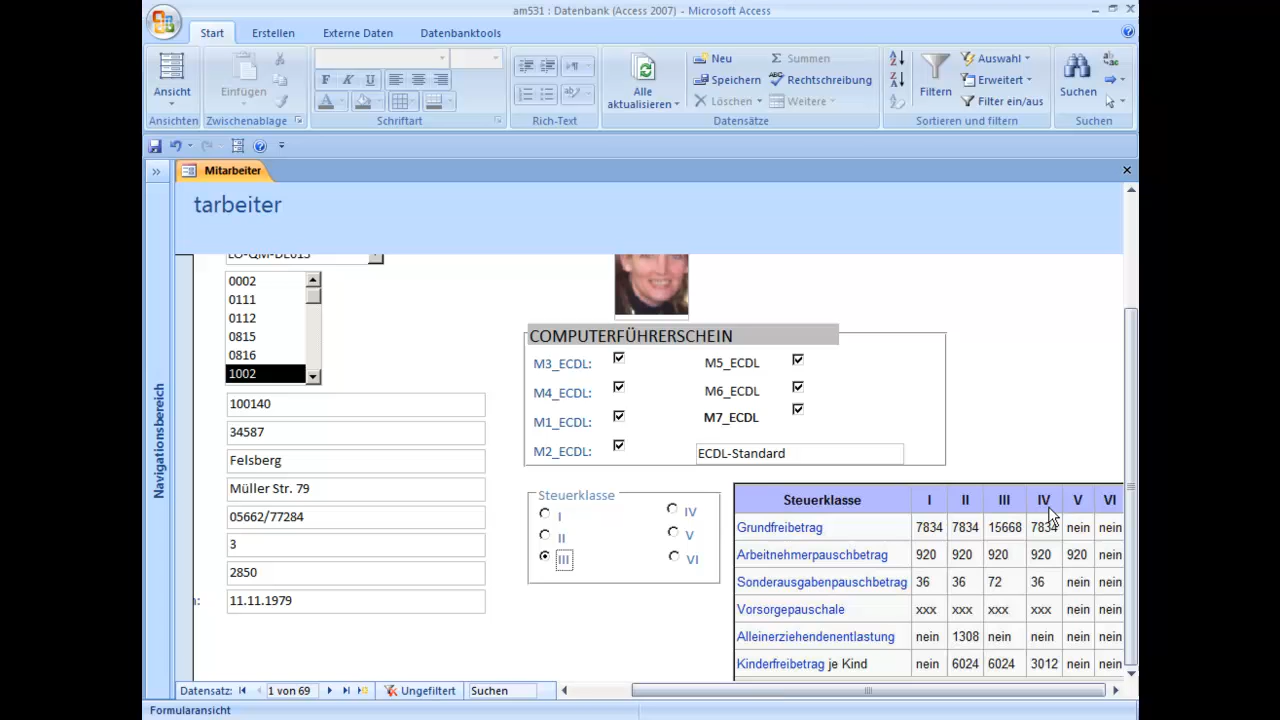 am531 : Datenbank (Access 2007) - Microsoft Access
Start Erstellen Externe Daten Datenbanktools
Ansicht Einfügen F K U Alle aktualisieren Neu Speichern Löschen Summen Rechtschreibung Weitere Filtern Auswahl Erweitert Filter ein/aus Suchen
Ansichten Zwischenablage Schriftart Rich-Text Datensätze Sortieren und filtern Suchen
Mitarbeiter
Navigationsbereich
tarbeiter
0002
0111
0112
0815
0816
1002
100140
34587
Felsberg
Müller Str. 79
05662/77284
3
2850
11.11.1979
COMPUTERFÜHRERSCHEIN
M3_ECDL: M5_ECDL
M4_ECDL: M6_ECDL
M1_ECDL: M7_ECDL
M2_ECDL: ECDL-Standard
Steuerklasse
I IV
II V
III VI
Steuerklasse I II III IV V VI
Grundfreibetrag 7834 7834 15668 7834 nein nein
Arbeitnehmerpauschbetrag 920 920 920 920 920 nein
Sonderausgabenpauschbetrag 36 36 72 36 nein nein
Vorsorgepauschale xxx xxx xxx xxx nein nein
Alleinerziehendenentlastung nein 1308 nein nein nein nein
Kinderfreibetrag je Kind nein 6024 6024 3012 nein nein
Datensatz: 1 von 69 Ungefiltert Suchen
Formularansicht